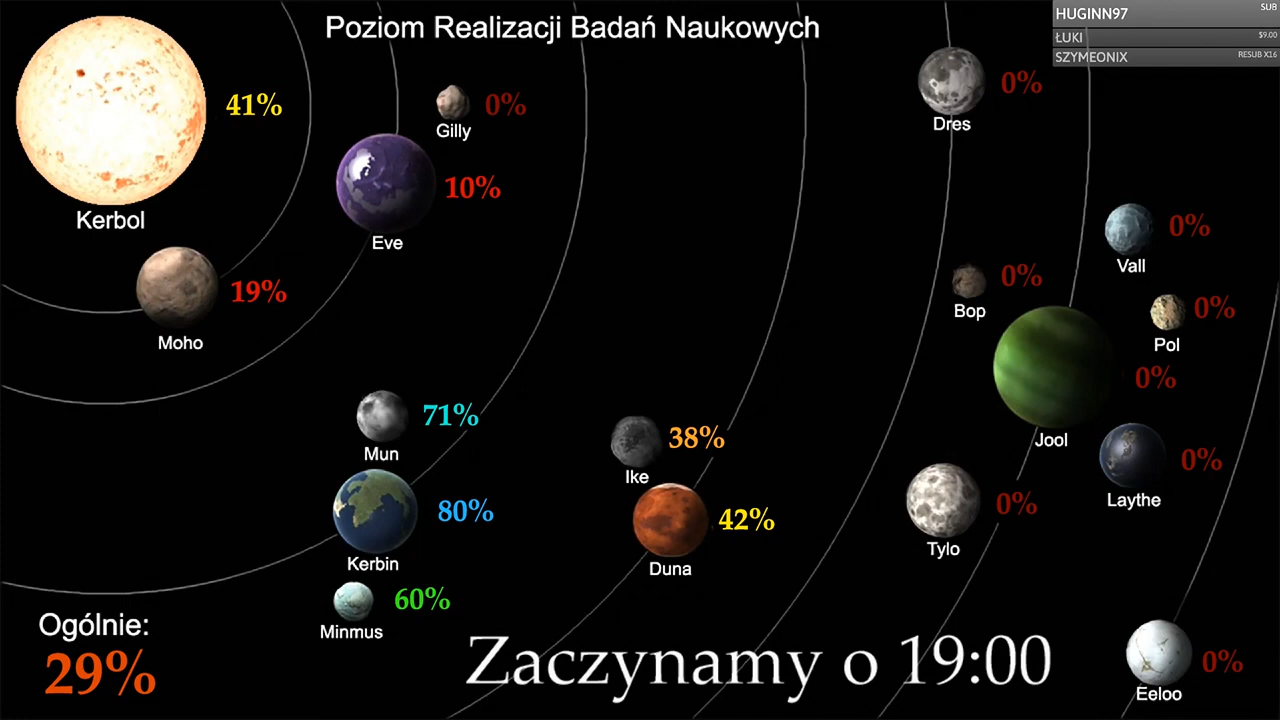 Poziom Realizacji Badań Naukowych
HUGINN97 SUB
ŁUKI $9.00
SZYMEONIX RESUB X16
41%
Kerbol
19%
Moho
0%
Gilly
10%
Eve
71%
Mun
80%
Kerbin
60%
Minmus
38%
Ike
42%
Duna
0%
Dres
0%
Vall
0%
Bop
0%
Pol
0%
Jool
0%
Laythe
0%
Tylo
0%
Eeloo
Ogólnie:
29%
Zaczynamy o 19:00